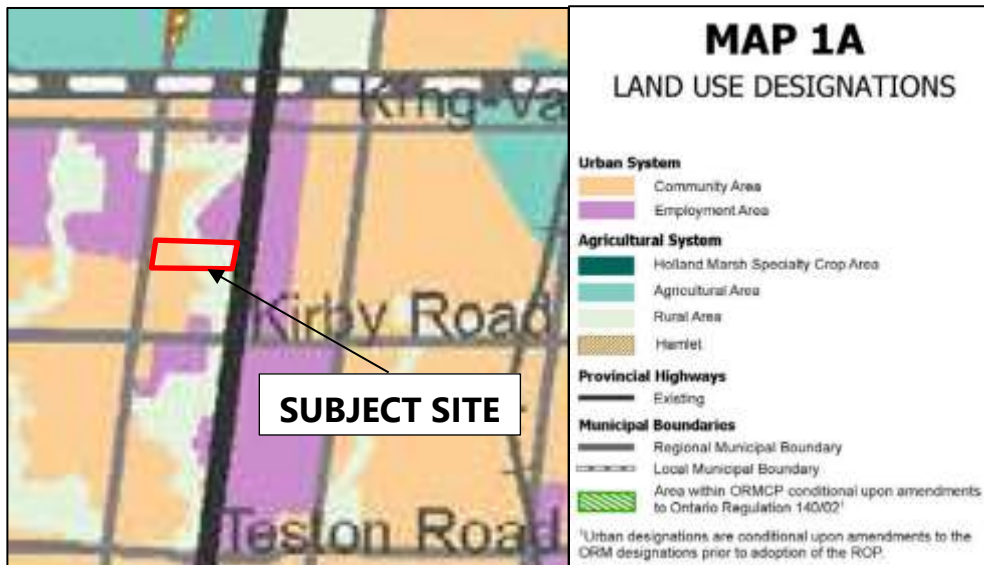 King-Va
Kirby Road
SUBJECT SITE
Teston Road
MAP 1A
LAND USE DESIGNATIONS
Urban System
Community Area
Employment Area
Agricultural System
Holland Marsh Specialty Crop Area
Agricultural Area
Rural Area
Hamlet
Provincial Highways
Existing
Municipal Boundaries
Regional Municipal Boundary
Local Municipal Boundary
Area within ORMCP conditional upon amendments
to Ontario Regulation 140/02¹
¹Urban designations are conditional upon amendments to the
ORM designations prior to adoption of the ROP.